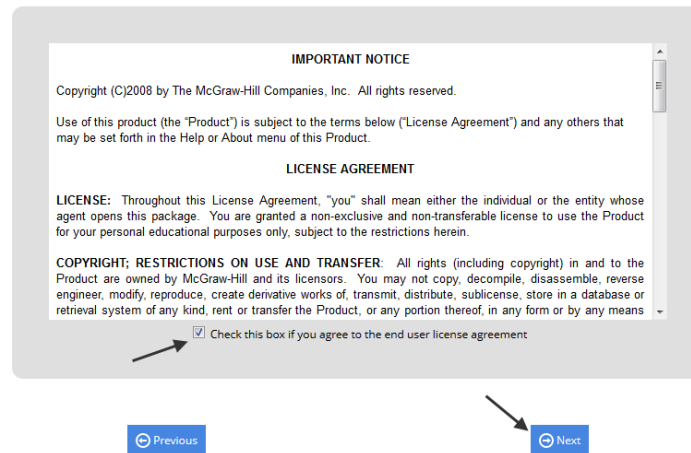 IMPORTANT NOTICE
Copyright (C)2008 by The McGraw-Hill Companies, Inc. All rights reserved.
Use of this product (the “Product”) is subject to the terms below (“License Agreement”) and any others that
may be set forth in the Help or About menu of this Product.
LICENSE AGREEMENT
LICENSE: Throughout this License Agreement, "you" shall mean either the individual or the entity whose
agent opens this package. You are granted a non-exclusive and non-transferable license to use the Product
for your personal educational purposes only, subject to the restrictions herein.
COPYRIGHT; RESTRICTIONS ON USE AND TRANSFER: All rights (including copyright) in and to the
Product are owned by McGraw-Hill and its licensors. You may not copy, decompile, disassemble, reverse
engineer, modify, reproduce, create derivative works of, transmit, distribute, sublicense, store in a database or
retrieval system of any kind, rent or transfer the Product, or any portion thereof, in any form or by any means
Check this box if you agree to the end user license agreement
Previous
Next